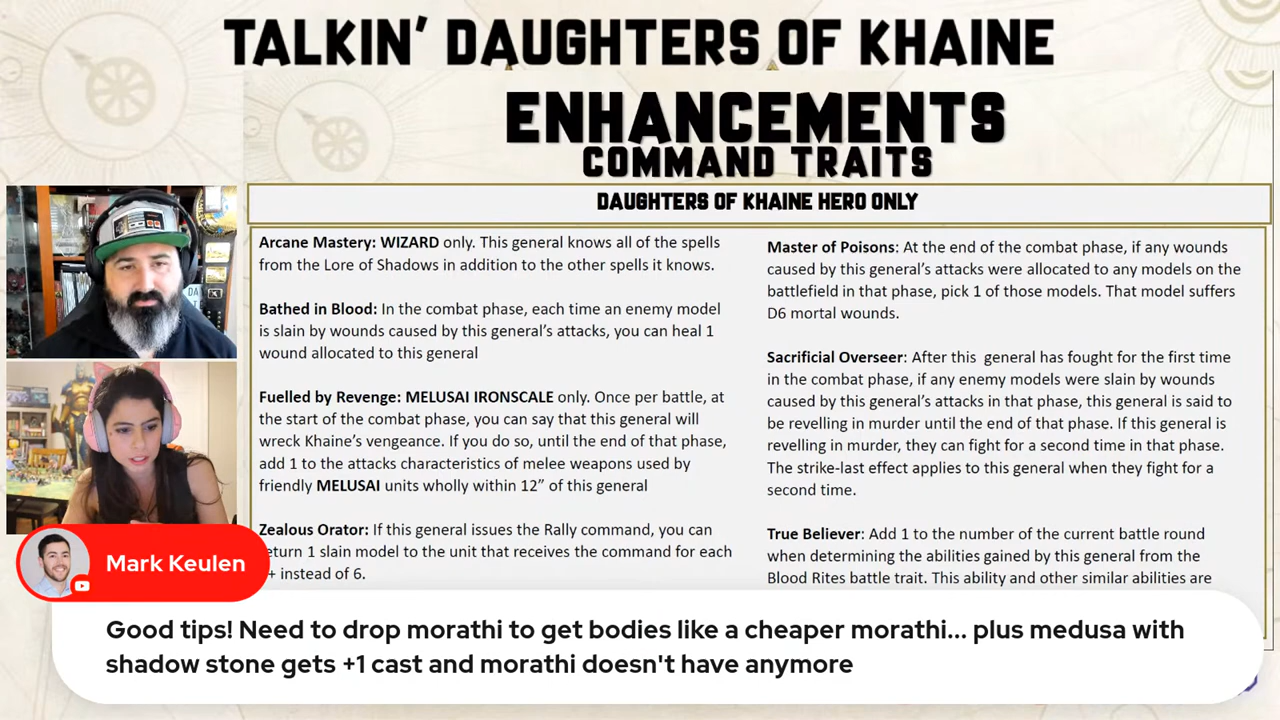 TALKIN' DAUGHTERS OF KHAINE
ENHANCEMENTS
COMMAND TRAITS
DAUGHTERS OF KHAINE HERO ONLY
Arcane Mastery: WIZARD only. This general knows all of the spells
from the Lore of Shadows in addition to the other spells it knows.
Bathed in Blood: In the combat phase, each time an enemy model
is slain by wounds caused by this general's attacks, you can heal 1
wound allocated to this general
Fuelled by Revenge: MELUSAI IRONSCALE only. Once per battle, at
the start of the combat phase, you can say that this general will
wreck Khaine's vengeance. If you do so, until the end of that phase,
add 1 to the attacks characteristics of melee weapons used by
friendly MELUSAI units wholly within 12” of this general
Zealous Orator: If this general issues the Rally command, you can
return 1 slain model to the unit that receives the command for each
+ instead of 6.
Master of Poisons: At the end of the combat phase, if any wounds
caused by this general's attacks were allocated to any models on the
battlefield in that phase, pick 1 of those models. That model suffers
D6 mortal wounds.
Sacrificial Overseer: After this general has fought for the first time
in the combat phase, if any enemy models were slain by wounds
caused by this general's attacks in that phase, this general is said to
be revelling in murder until the end of that phase. If this general is
revelling in murder, they can fight for a second time in that phase.
The strike-last effect applies to this general when they fight for a
second time.
True Believer: Add 1 to the number of the current battle round
when determining the abilities gained by this general from the
Blood Rites battle trait. This ability and other similar abilities are
Mark Keulen
Good tips! Need to drop morathi to get bodies like a cheaper morathi... plus medusa with
shadow stone gets +1 cast and morathi doesn't have anymore